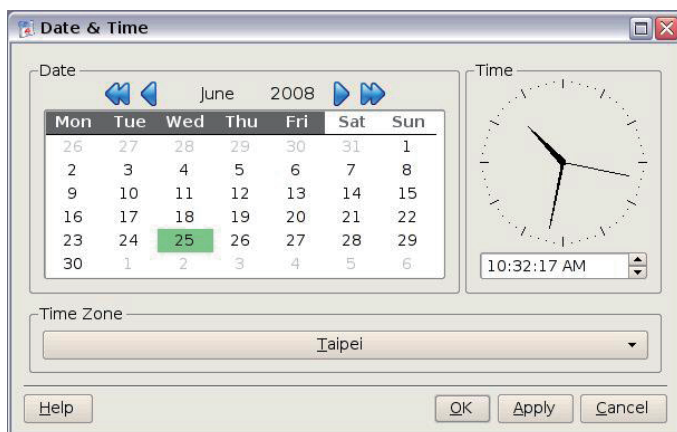 Date & Time
Date
June 2008
Mon Tue Wed Thu Fri Sat Sun
26 27 28 29 30 31 1
2 3 4 5 6 7 8
9 10 11 12 13 14 15
16 17 18 19 20 21 22
23 24 25 26 27 28 29
30 1 2 3 4 5 6
Time
10:32:17 AM
Time Zone
Taipei
Help OK Apply Cancel